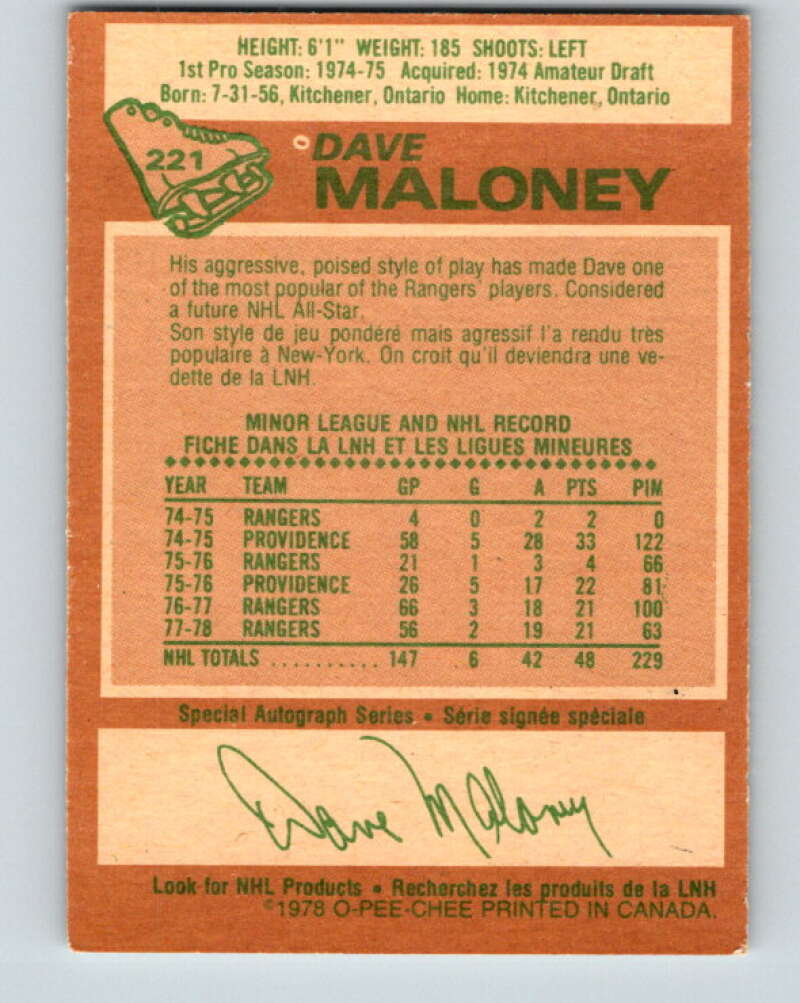 HEIGHT: 6'1" WEIGHT: 185 SHOOTS: LEFT
1st Pro Season: 1974-75 Acquired: 1974 Amateur Draft
Born: 7-31-56, Kitchener, Ontario Home: Kitchener, Ontario
221
DAVE
MALONEY
His aggressive, poised style of play has made Dave one
of the most popular of the Rangers' players. Considered
a future NHL All-Star.
Son style de jeu pondéré mais agressif l'a rendu très
populaire à New-York. On croit qu'il deviendra une ve-
dette de la LNH.
MINOR LEAGUE AND NHL RECORD
FICHE DANS LA LNH ET LES LIGUES MINEURES
YEAR TEAM GP G A PTS PIM
74-75 RANGERS 4 0 2 2 0
74-75 PROVIDENCE 58 5 28 33 122
75-76 RANGERS 21 1 3 4 66
75-76 PROVIDENCE 26 5 17 22 81
76-77 RANGERS 66 3 18 21 100
77-78 RANGERS 56 2 19 21 63
NHL TOTALS .......... 147 6 42 48 229
Special Autograph Series • Série signée spéciale
Dave Maloney
Look for NHL Products • Recherchez les produits de la LNH
©1978 O-PEE-CHEE PRINTED IN CANADA.